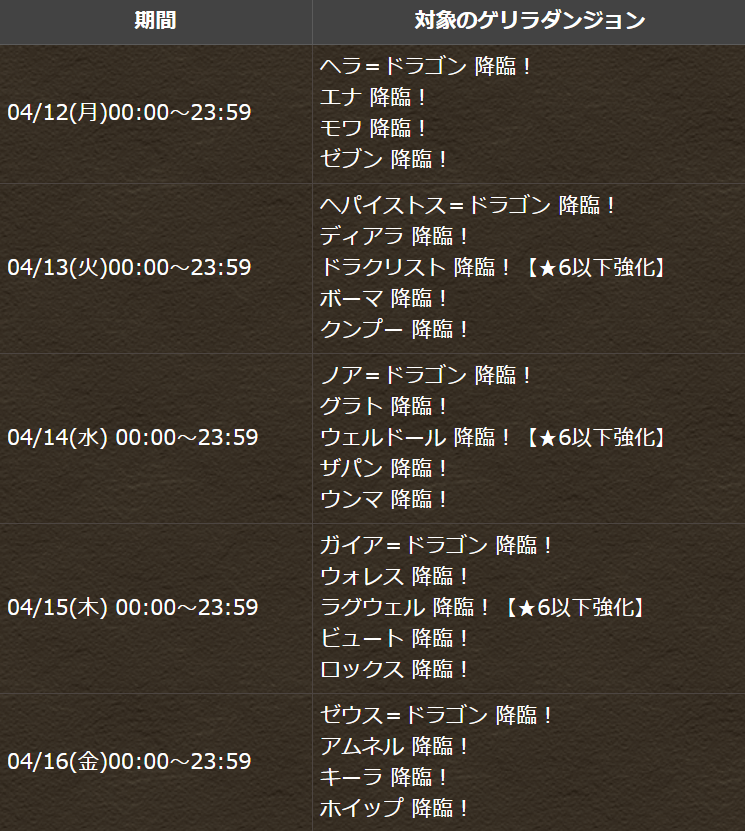 期間
対象のゲリラダンジョン
04/12(月)00:00～23:59
ヘラ＝ドラゴン 降臨！
エナ 降臨！
モワ 降臨！
ゼブン 降臨！
04/13(火)00:00～23:59
ヘパイストス＝ドラゴン 降臨！
ディアラ 降臨！
ドラクリスト 降臨！【★6以下強化】
ボーマ 降臨！
クンプー 降臨！
04/14(水) 00:00～23:59
ノア＝ドラゴン 降臨！
グラト 降臨！
ウェルドール 降臨！【★6以下強化】
ザパン 降臨！
ウンマ 降臨！
04/15(木) 00:00～23:59
ガイア＝ドラゴン 降臨！
ウォレス 降臨！
ラグウェル 降臨！【★6以下強化】
ビュート 降臨！
ロックス 降臨！
04/16(金)00:00～23:59
ゼウス＝ドラゴン 降臨！
アムネル 降臨！
キーラ 降臨！
ホイップ 降臨！